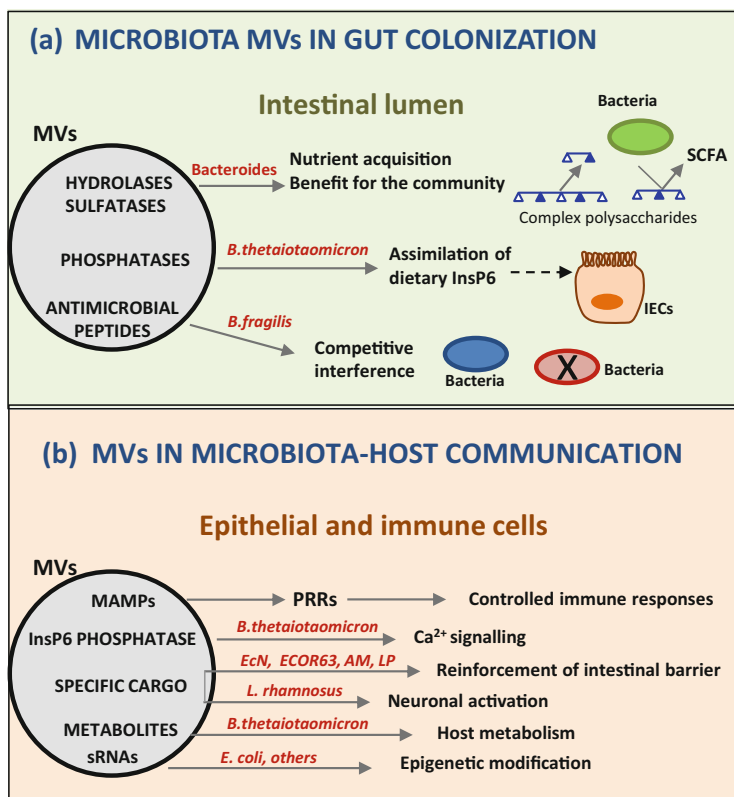 (a) MICROBIOTA MVs IN GUT COLONIZATION
Intestinal lumen
MVs
HYDROLASES
SULFATASES
Bacteroides
Nutrient acquisition
Benefit for the community
Bacteria
SCFA
Complex polysaccharides
PHOSPHATASES
B.thetaiotaomicron
Assimilation of
dietary InsP6
IECs
ANTIMICROBIAL
PEPTIDES
B.fragilis
Competitive
interference
Bacteria
X
Bacteria
(b) MVs IN MICROBIOTA-HOST COMMUNICATION
Epithelial and immune cells
MVs
MAMPs
PRRs
Controlled immune responses
InsP6 PHOSPHATASE
B.thetaiotaomicron
Ca²⁺ signalling
SPECIFIC CARGO
EcN, ECOR63, AM, LP
Reinforcement of intestinal barrier
L. rhamnosus
Neuronal activation
METABOLITES
B.thetaiotaomicron
Host metabolism
sRNAs
E. coli, others
Epigenetic modification